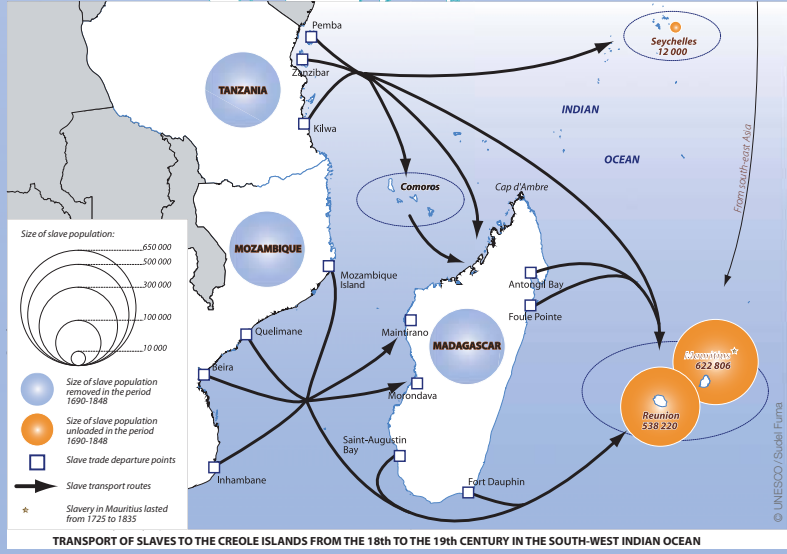 Pemba
Zanzibar
Kilwa
TANZANIA
Seychelles
12 000
INDIAN
OCEAN
From south-east Asia
Comoros
Cap d'Ambre
MOZAMBIQUE
Mozambique
Island
Antongil Bay
Foule Pointe
Quelimane
Maintirano
MADAGASCAR
Mauritius*
622 806
Beira
Morondava
Reunion
538 220
Saint-Augustin
Bay
Inhambane
Fort Dauphin
Size of slave population:
650 000
500 000
300 000
100 000
10 000
Size of slave population
removed in the period
1690-1848
Size of slave population
unloaded in the period
1690-1848
Slave trade departure points
Slave transport routes
Slavery in Mauritius lasted
from 1725 to 1835
© UNESCO / Sudel Fuma
TRANSPORT OF SLAVES TO THE CREOLE ISLANDS FROM THE 18th TO THE 19th CENTURY IN THE SOUTH-WEST INDIAN OCEAN